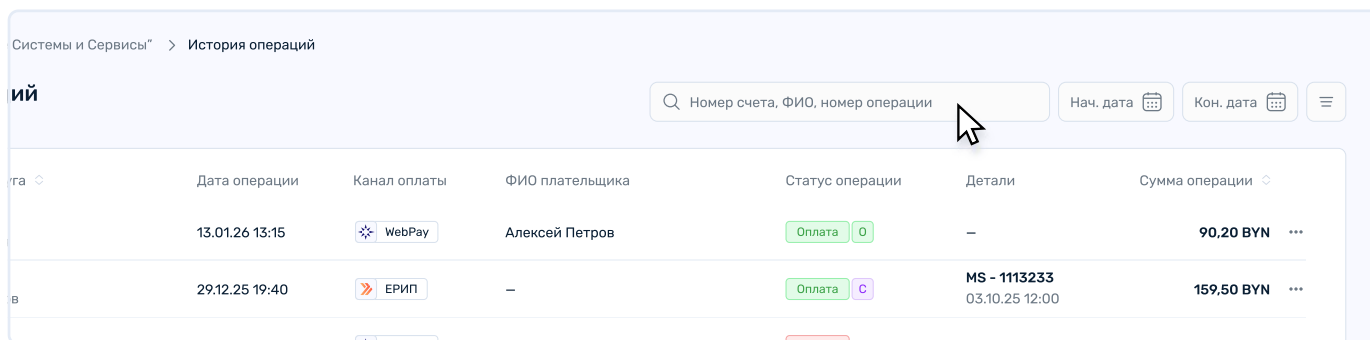 Системы и Сервисы” > История операций
ий
Номер счета, ФИО, номер операции Нач. дата Кон. дата
уга Дата операции Канал оплаты ФИО плательщика Статус операции Детали Сумма операции
13.01.26 13:15 WebPay Алексей Петров Оплата О – 90,20 BYN
29.12.25 19:40 ЕРИП – Оплата С MS - 1113233 159,50 BYN
ов 03.10.25 12:00